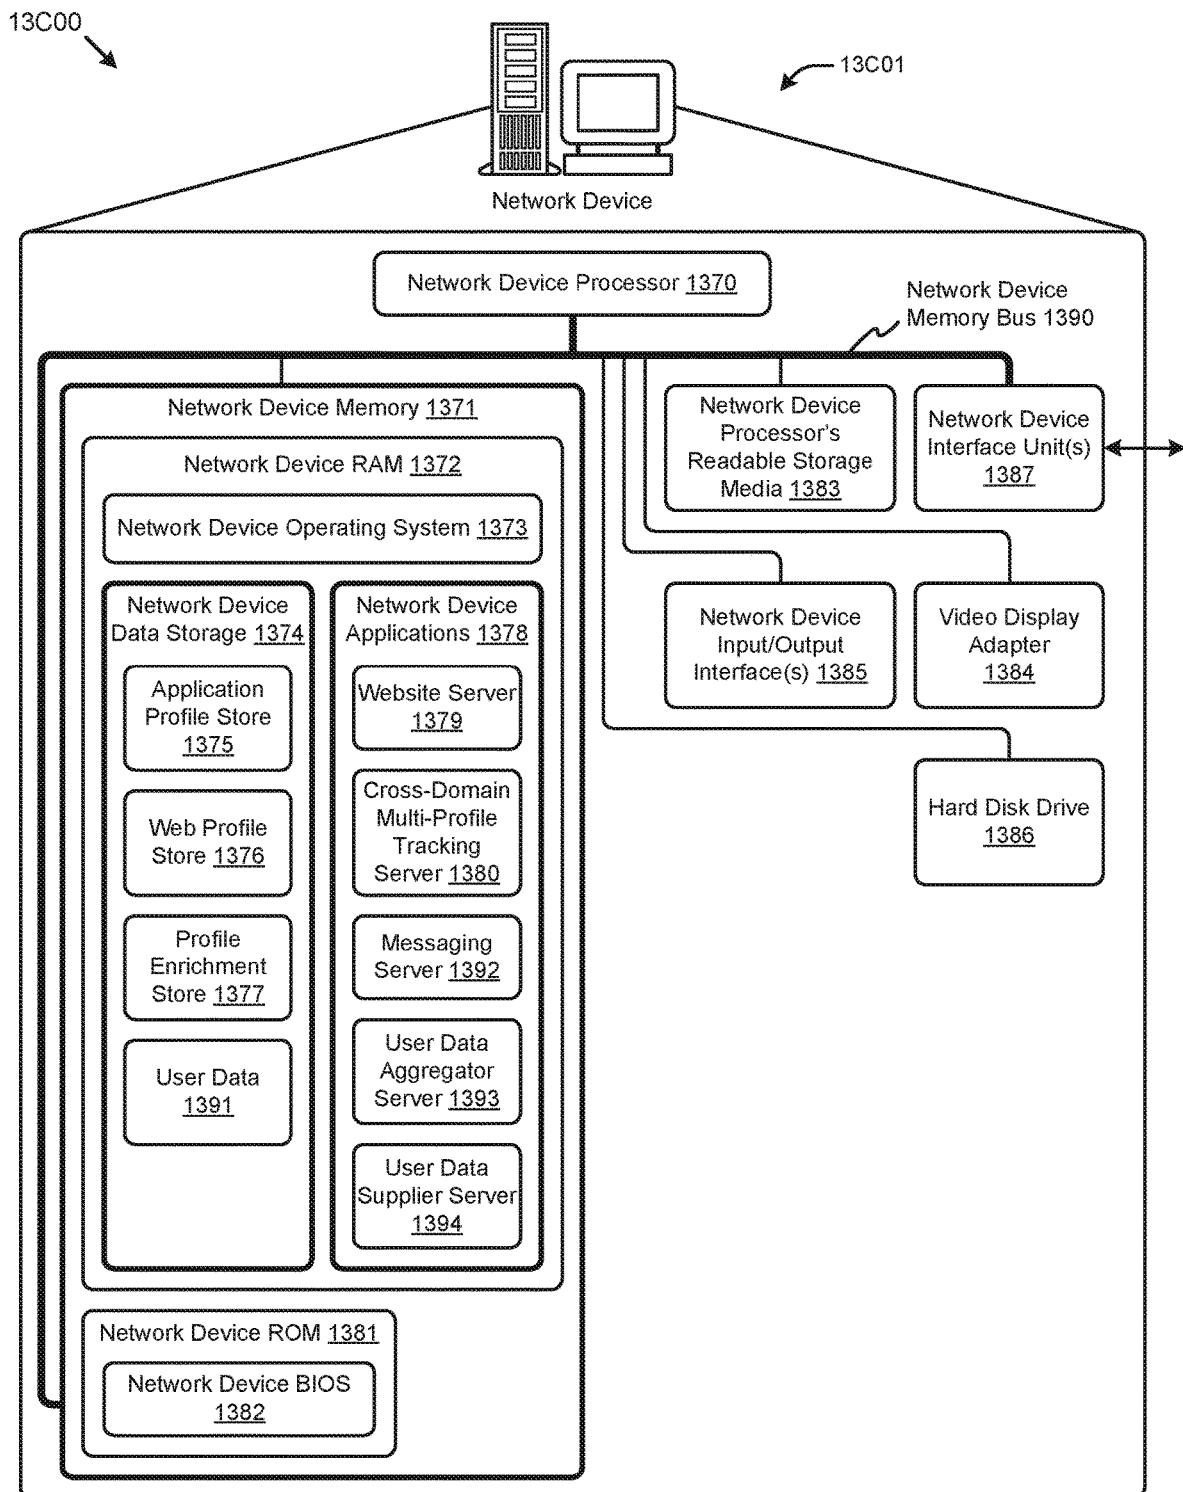 13C00
13C01
Network Device
Network Device Processor 1370
Network Device
Memory Bus 1390
Network Device Memory 1371
Network Device RAM 1372
Network Device Operating System 1373
Network Device
Data Storage 1374
Application
Profile Store
1375
Web Profile
Store 1376
Profile
Enrichment
Store 1377
User Data
1391
Network Device
Applications 1378
Website Server
1379
Cross-Domain
Multi-Profile
Tracking
Server 1380
Messaging
Server 1392
User Data
Aggregator
Server 1393
User Data
Supplier Server
1394
Network Device ROM 1381
Network Device BIOS
1382
Network Device
Processor's
Readable Storage
Media 1383
Network Device
Interface Unit(s)
1387
Network Device
Input/Output
Interface(s) 1385
Video Display
Adapter
1384
Hard Disk Drive
1386